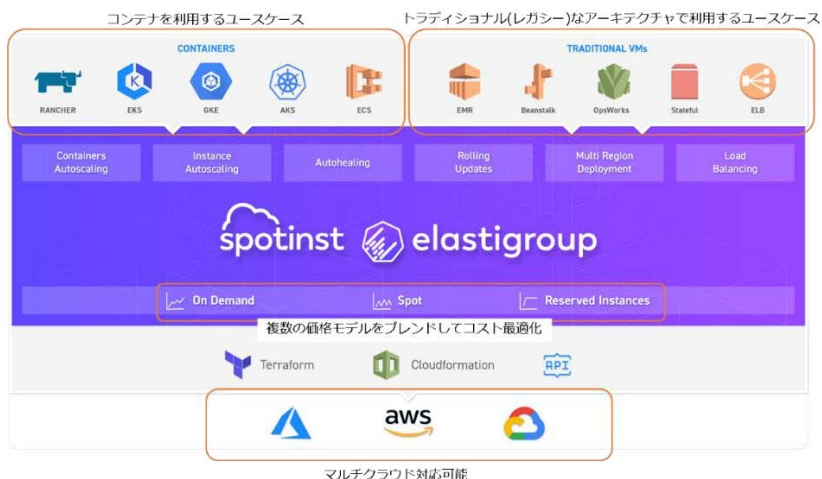 コンテナを利用するユースケース
トラディショナル(レガシー)なアーキテクチャで利用するユースケース
CONTAINERS
TRADITIONAL VMs
RANCHER EKS GKE AKS ECS
EMR Beanstalk OpsWorks Stateful ELB
Containers Autoscaling
Instance Autoscaling
Autohealing
Rolling Updates
Multi Region Deployment
Load Balancing
spotinst elastigroup
On Demand Spot Reserved Instances
複数の価格モデルをブレンドしてコスト最適化
Terraform Cloudformation API
aws
マルチクラウド対応可能